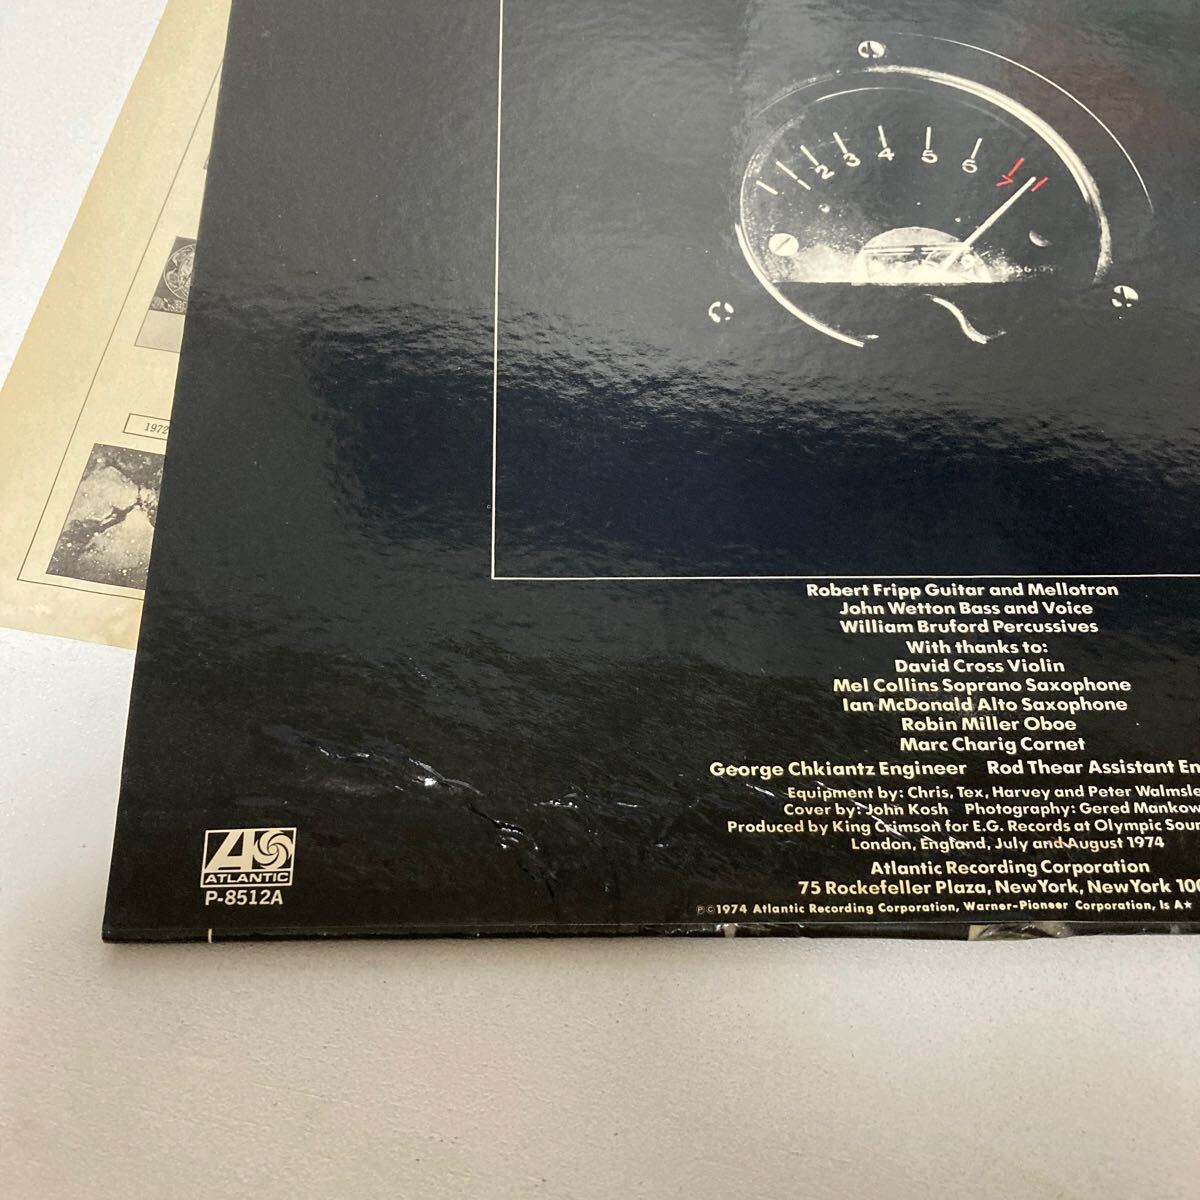 2 3 4 5 6 7
1972
Robert Fripp Guitar and Mellotron
John Wetton Bass and Voice
William Bruford Percussives
With thanks to:
David Cross Violin
Mel Collins Soprano Saxophone
Ian McDonald Alto Saxophone
Robin Miller Oboe
Marc Charig Cornet
George Chkiantz Engineer Rod Thear Assistant En
Equipment by: Chris, Tex, Harvey and Peter Walmsle
Cover by: John Kosh Photography: Gered Mankow
Produced by King Crimson for E.G. Records at Olympic Soun
London, England, July and August 1974
Atlantic Recording Corporation
75 Rockefeller Plaza, New York, New York 100
℗©1974 Atlantic Recording Corporation, Warner-Pioneer Corporation, Is A★
ATLANTIC
P-8512A